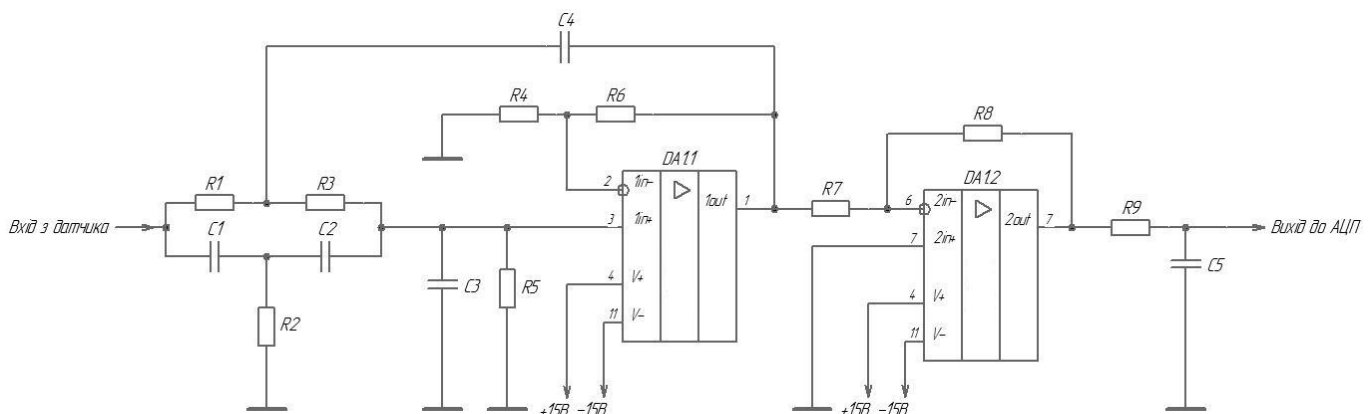 C4
R4
R6
R8
DA1.1
DA1.2
R1
R3
2
1in-
1out
1
R7
6
2in-
2out
7
R9
Вхід з датчика
C1
C2
3
1in+
7
2in+
Вихід до АЦП
C3
R5
4
V+
C5
R2
11
V-
4
V+
11
V-
+15В
-15В
+15В
-15В